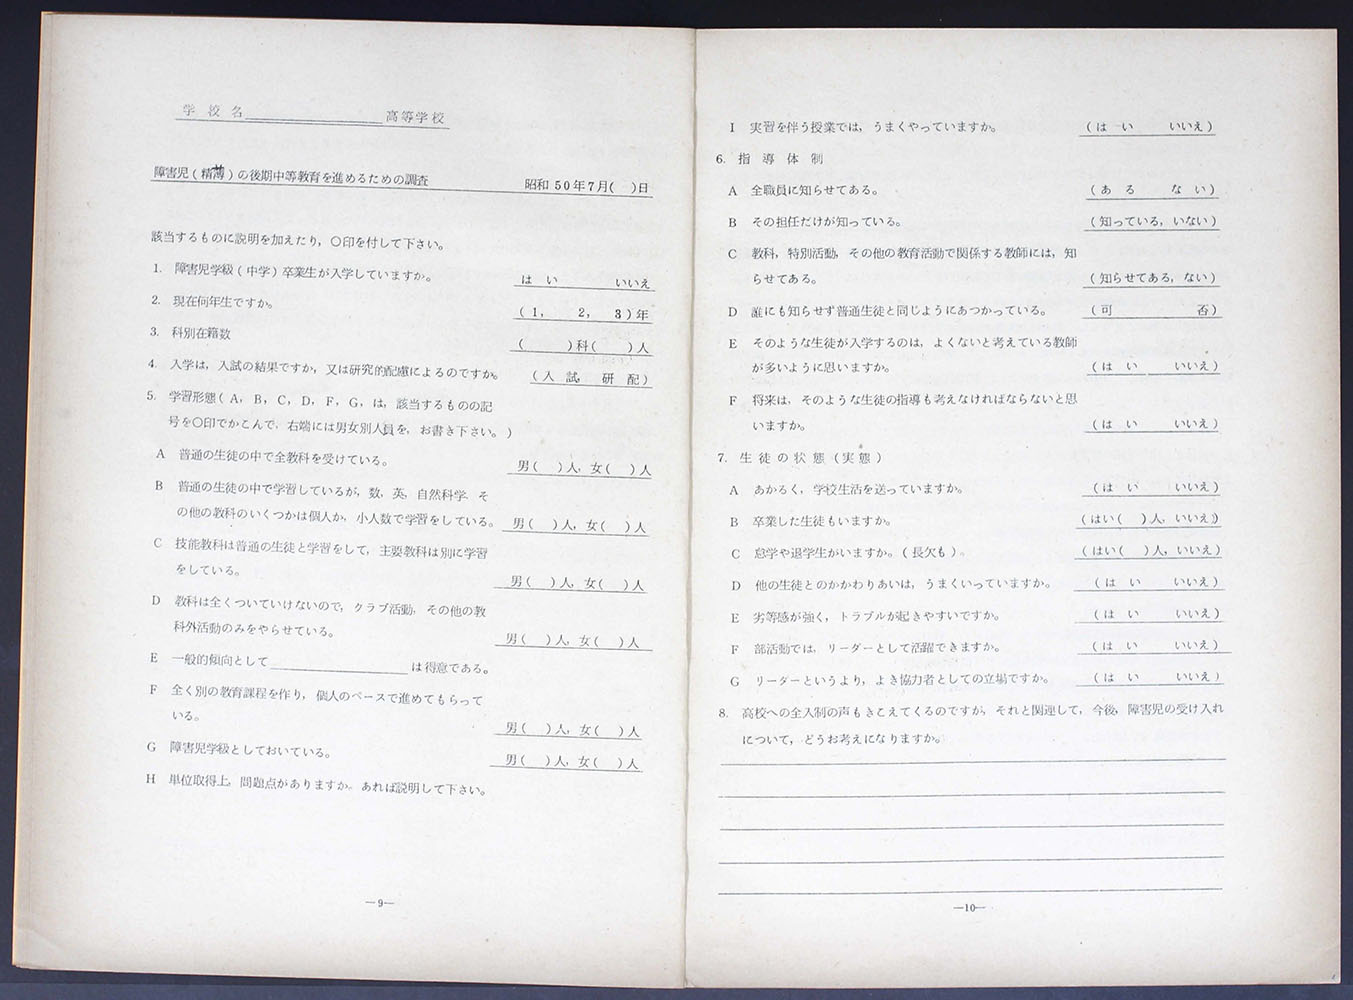 学校名　　　　　高等学校
障害児(精薄)の後期中等教育を進めるための調査　　昭和50年7月(　)日
該当するものに説明を加えたり，〇印を付して下さい。
1. 障害児学級(中学)卒業生が入学していますか。　はい　いいえ
2. 現在何年生ですか。　(1,　2,　3)年
3. 科別在籍数　(　)科(　)人
4. 入学は，入試の結果ですか，又は研究的配慮によるのですか。　(入試，研配)
5. 学習形態(A，B，C，D，F，G，は，該当するものの記
号を〇印でかこんで，右端には男女別人員を，お書き下さい。)
A 普通の生徒の中で全教科を受けている。　男(　)人，女(　)人
B 普通の生徒の中で学習しているが，数，英，自然科学，そ
の他の教科のいくつかは個人か，小人数で学習をしている。　男(　)人，女(　)人
C 技能教科は普通の生徒と学習をして，主要教科は別に学習
をしている。　男(　)人，女(　)人
D 教科は全くついていけないので，クラブ活動，その他の教
科外活動のみをやらせている。　男(　)人，女(　)人
E 一般的傾向として　　　　　は得意である。
F 全く別の教育課程を作り，個人のペースで進めてもらって
いる。　男(　)人，女(　)人
G 障害児学級としておいている。　男(　)人，女(　)人
H 単位取得上，問題点がありますか。あれば説明して下さい。
—9—
I 実習を伴う授業では，うまくやっていますか。　(はい　いいえ)
6. 指導体制
A 全職員に知らせてある。　(ある　ない)
B その担任だけが知っている。　(知っている，いない)
C 教科，特別活動，その他の教育活動で関係する教師には，知
らせてある。　(知らせてある，ない)
D 誰にも知らせず普通生徒と同じようにあつかっている。　(可　否)
E そのような生徒が入学するのは，よくないと考えている教師
が多いように思いますか。　(はい　いいえ)
F 将来は，そのような生徒の指導も考えなければならないと思
いますか。　(はい　いいえ)
7. 生徒の状態(実態)
A あかるく，学校生活を送っていますか。　(はい　いいえ)
B 卒業した生徒もいますか。　(はい(　)人，いいえ)
C 怠学や退学生がいますか。(長欠も)。　(はい(　)人，いいえ)
D 他の生徒とのかかわりあいは，うまくいっていますか。　(はい　いいえ)
E 劣等感が強く，トラブルが起きやすいですか。　(はい　いいえ)
F 部活動では，リーダーとして活躍できますか。　(はい　いいえ)
G リーダーというより，よき協力者としての立場ですか。　(はい　いいえ)
8. 高校への全入制の声もきこえてくるのですが，それと関連して，今後，障害児の受け入れ
について，どうお考えになりますか。
—10—